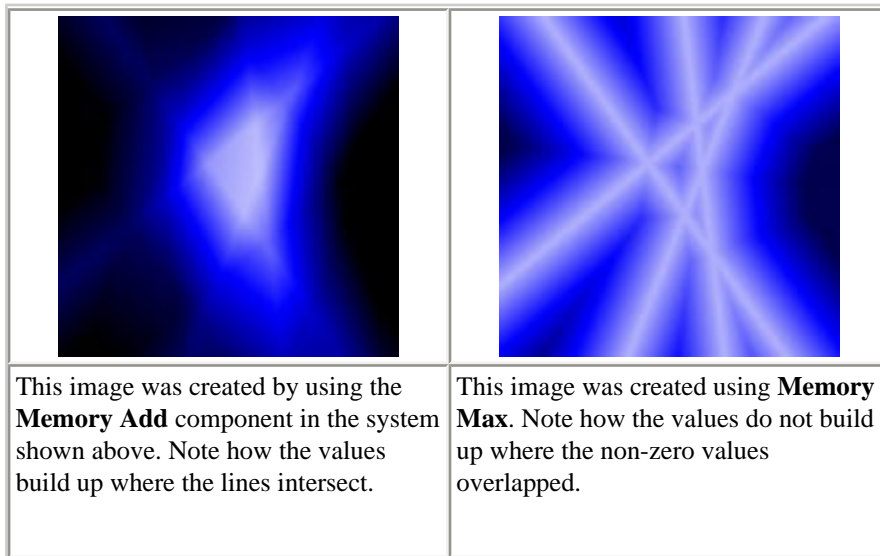 This image was created by using the
Memory Add component in the system
shown above. Note how the values
build up where the lines intersect.
This image was created using Memory
Max. Note how the values do not build
up where the non-zero values
overlapped.